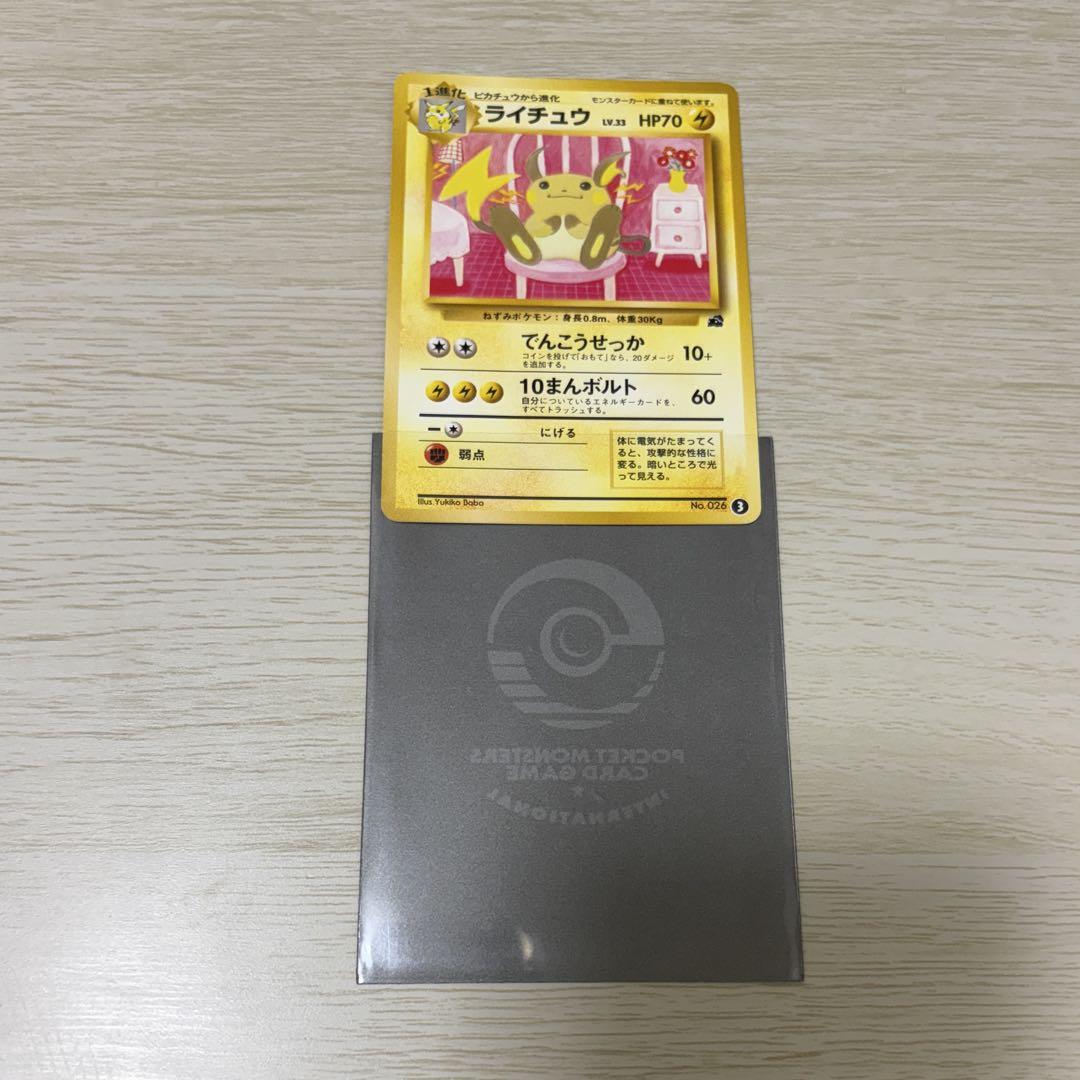 1進化 ピカチュウから進化 モンスターカードに重ねて使います。
ライチュウ LV.33 HP70
ねずみポケモン：身長0.8m、体重30Kg
でんこうせっか 10+
コインを投げて「おもて」なら、20ダメージ
を追加する。
10まんボルト 60
自分についているエネルギーカードを、
すべてトラッシュする。
にげる
弱点
体に電気がたまってく
ると、攻撃的な性格に
変る。暗いところで光
って見える。
Illus.Yukiko Baba No.026 3
POCKET MONSTERS
CARD GAME
INTERNATIONAL